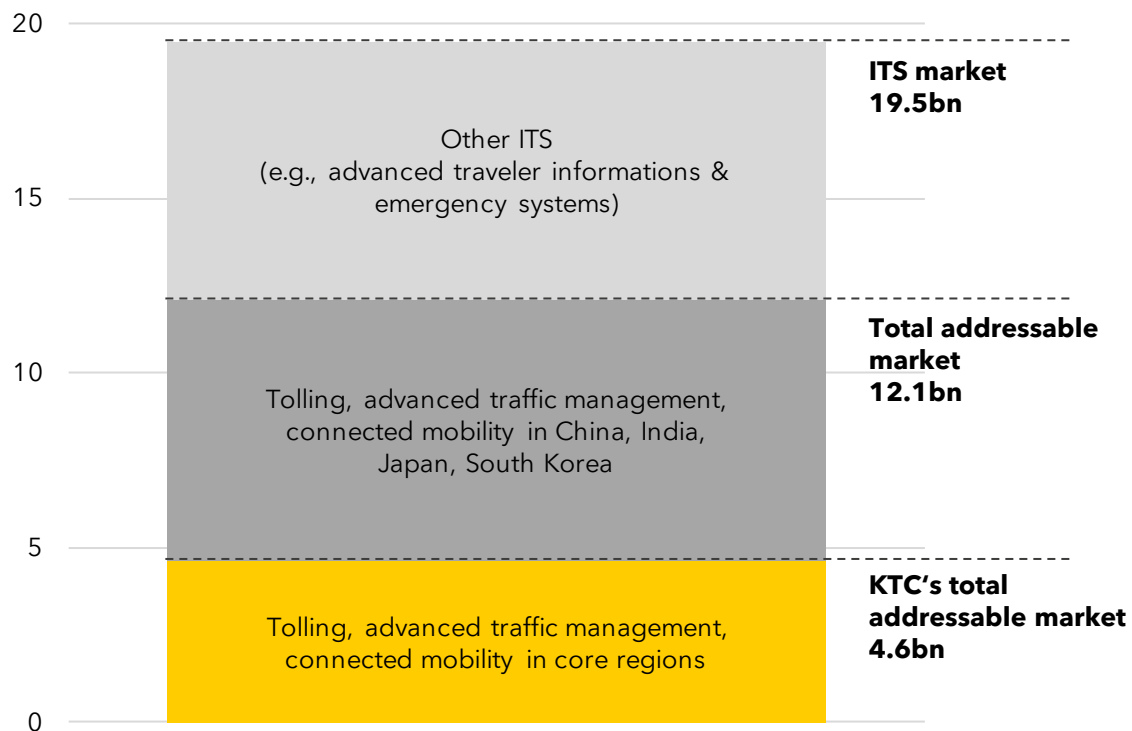 20
ITS market
19.5bn
Other ITS
(e.g., advanced traveler informations &
emergency systems)
15
Total addressable
market
12.1bn
10
Tolling, advanced traffic management,
connected mobility in China, India,
Japan, South Korea
5
KTC‘s total
addressable market
4.6bn
Tolling, advanced traffic management,
connected mobility in core regions
0